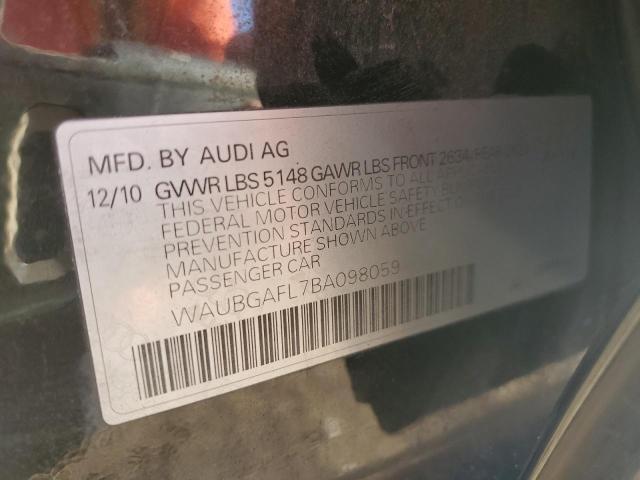 MFD. BY AUDI AG
12/10 GVWR LBS 5148 GAWR LBS FRONT 2634 REAR
THIS VEHICLE CONFORMS TO ALL
FEDERAL MOTOR VEHICLE SAFETY,
PREVENTION STANDARDS IN EFFECT
MANUFACTURE SHOWN ABOVE
PASSENGER CAR
WAUBGAFL7BA098059